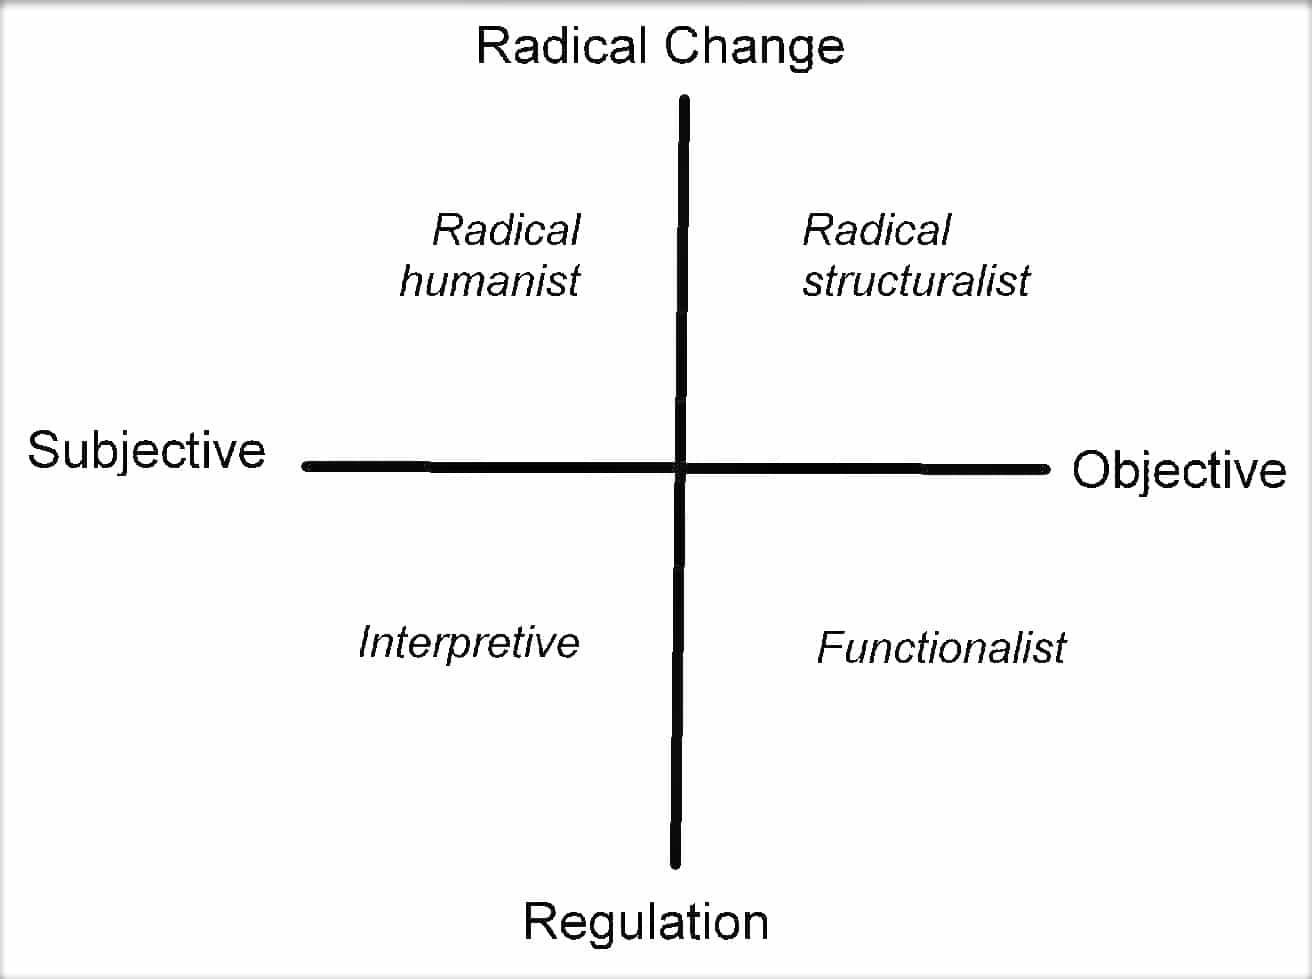 Radical Change
Radical
humanist
Radical
structuralist
Subjective
Objective
Interpretive
Functionalist
Regulation